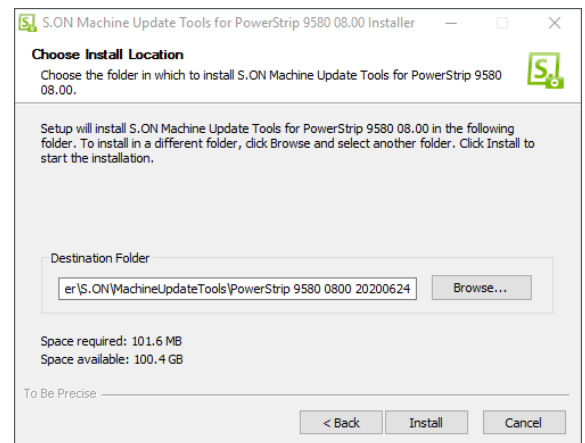 S.ON Machine Update Tools for PowerStrip 9580 08.00 Installer
Choose Install Location
Choose the folder in which to install S.ON Machine Update Tools for PowerStrip 9580
08.00.
S.
Setup will install S.ON Machine Update Tools for PowerStrip 9580 08.00 in the following
folder. To install in a different folder, click Browse and select another folder. Click Install to
start the installation.
Destination Folder
er\S.ON\MachineUpdateTools\PowerStrip 9580 0800 20200624
Browse...
Space required: 101.6 MB
Space available: 100.4 GB
To Be Precise
< Back Install Cancel